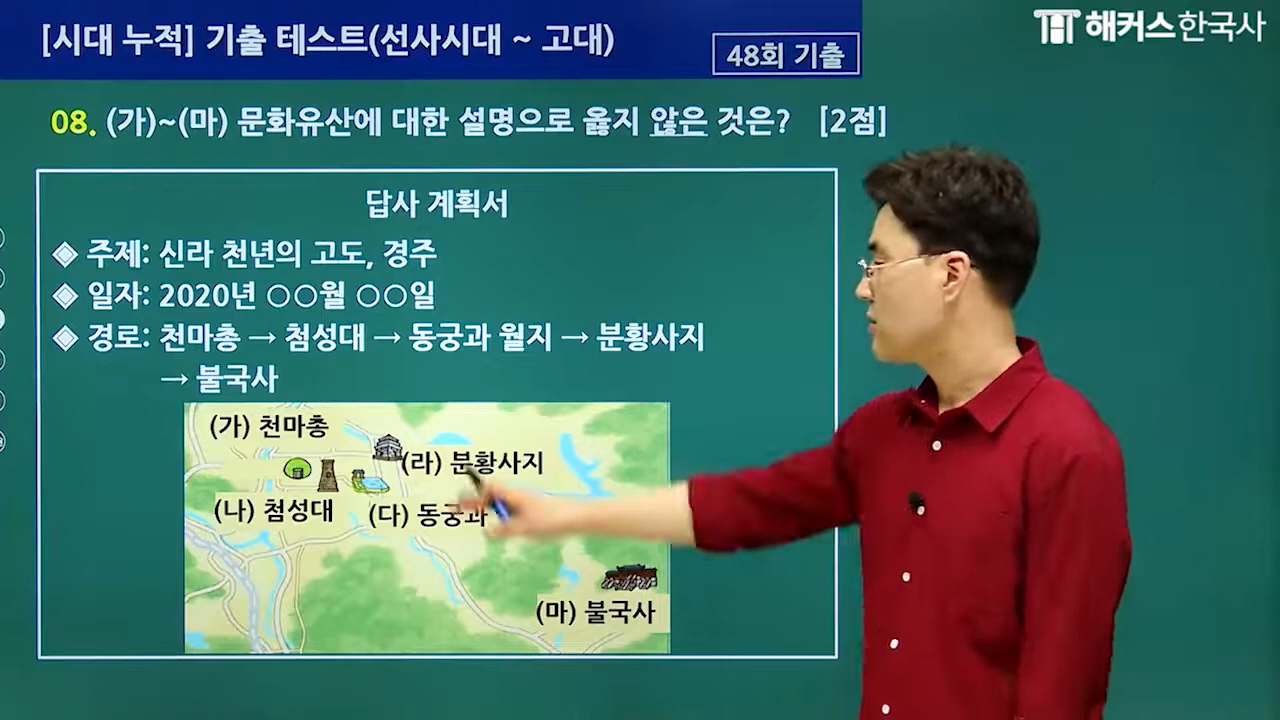 [시대 누적] 기출 테스트(선사시대 ~ 고대)
48회 기출
해커스한국사
08. (가)~(마) 문화유산에 대한 설명으로 옳지 않은 것은? [2점]
답사 계획서
◈ 주제: 신라 천년의 고도, 경주
◈ 일자: 2020년 ○○월 ○○일
◈ 경로: 천마총 → 첨성대 → 동궁과 월지 → 분황사지
→ 불국사
(가) 천마총
(라) 분황사지
(나) 첨성대
(다) 동궁과
(마) 불국사